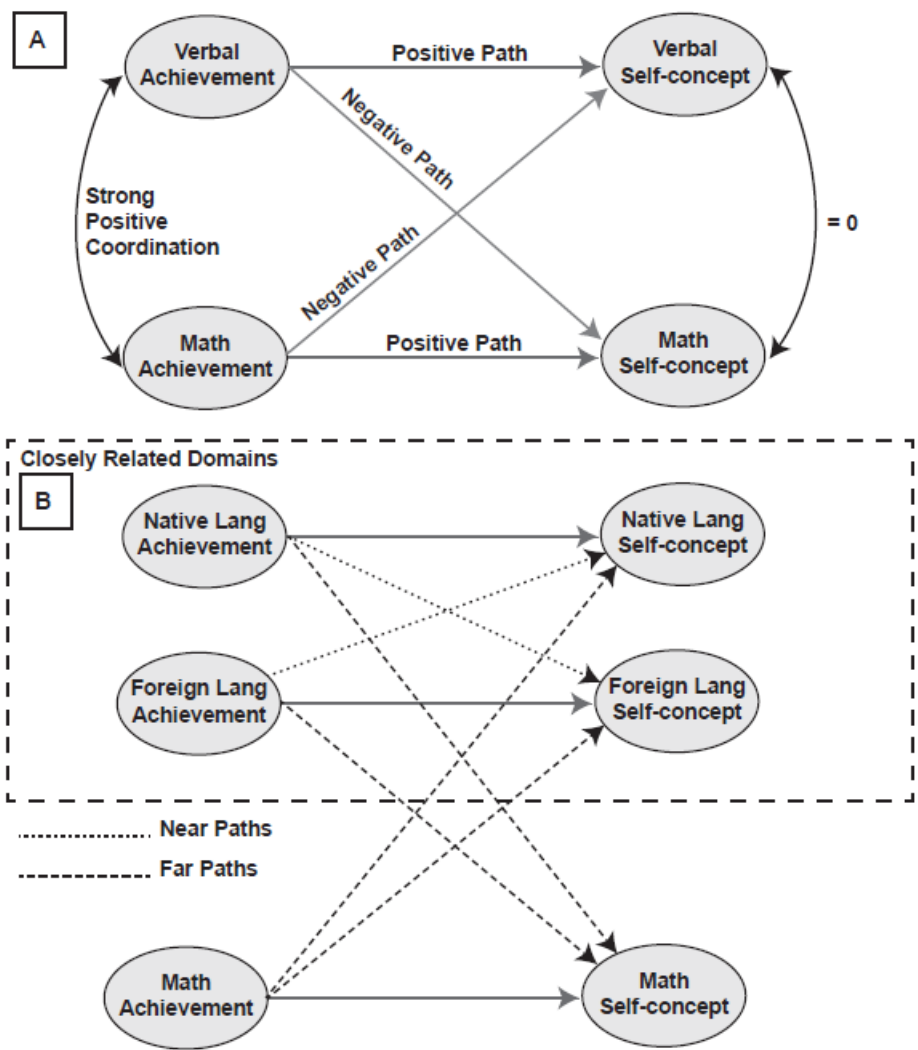 A
Verbal
Achievement
Positive Path
Verbal
Self-concept
Negative Path
Strong
Positive
Coordination
= 0
Negative Path
Math
Achievement
Positive Path
Math
Self-concept
Closely Related Domains
B
Native Lang
Achievement
Native Lang
Self-concept
Foreign Lang
Achievement
Foreign Lang
Self-concept
Near Paths
Far Paths
Math
Achievement
Math
Self-concept